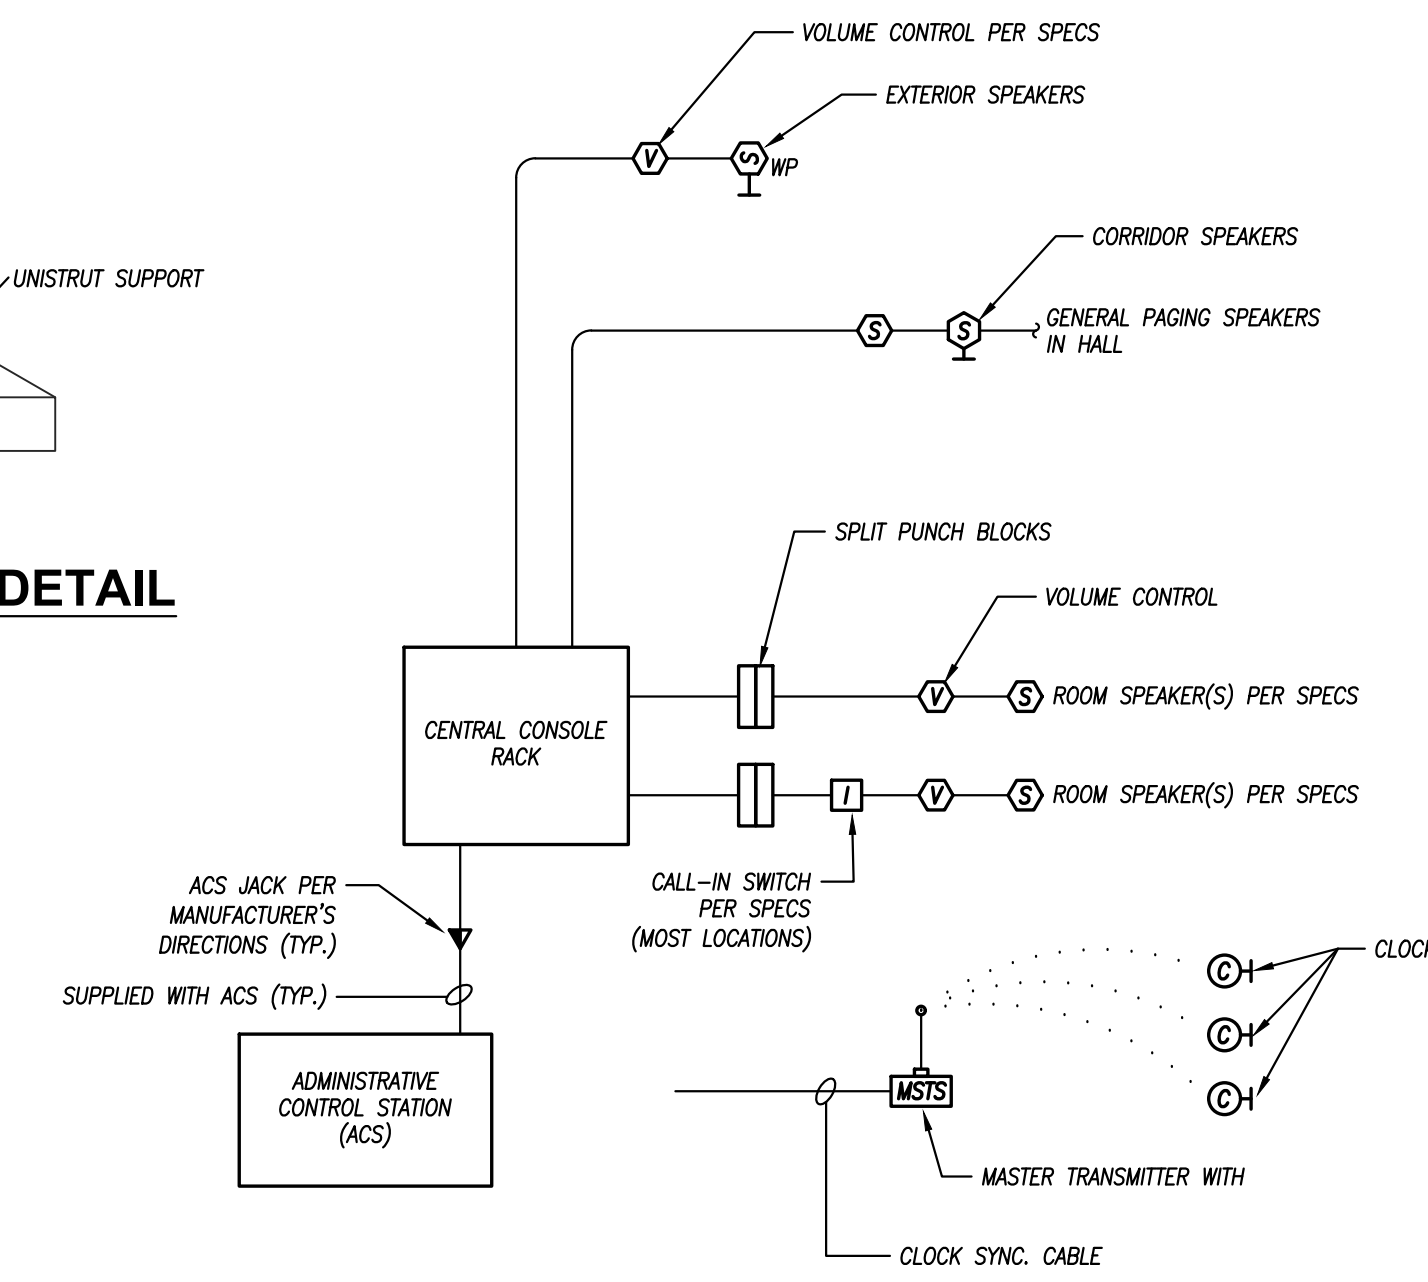 VOLUME CONTROL PER SPECS
EXTERIOR SPEAKERS
V
S
WP
CORRIDOR SPEAKERS
UNISTRUT SUPPORT
S
S
GENERAL PAGING SPEAKERS
IN HALL
SPLIT PUNCH BLOCKS
DETAIL
VOLUME CONTROL
V
S
ROOM SPEAKER(S) PER SPECS
CENTRAL CONSOLE
RACK
I
V
S
ROOM SPEAKER(S) PER SPECS
ACS JACK PER
MANUFACTURER'S
DIRECTIONS (TYP.)
CALL-IN SWITCH
PER SPECS
(MOST LOCATIONS)
SUPPLIED WITH ACS (TYP.)
C
C
C
ADMINISTRATIVE
CONTROL STATION
(ACS)
MSTS
MASTER TRANSMITTER WITH
CLOCK SYNC. CABLE